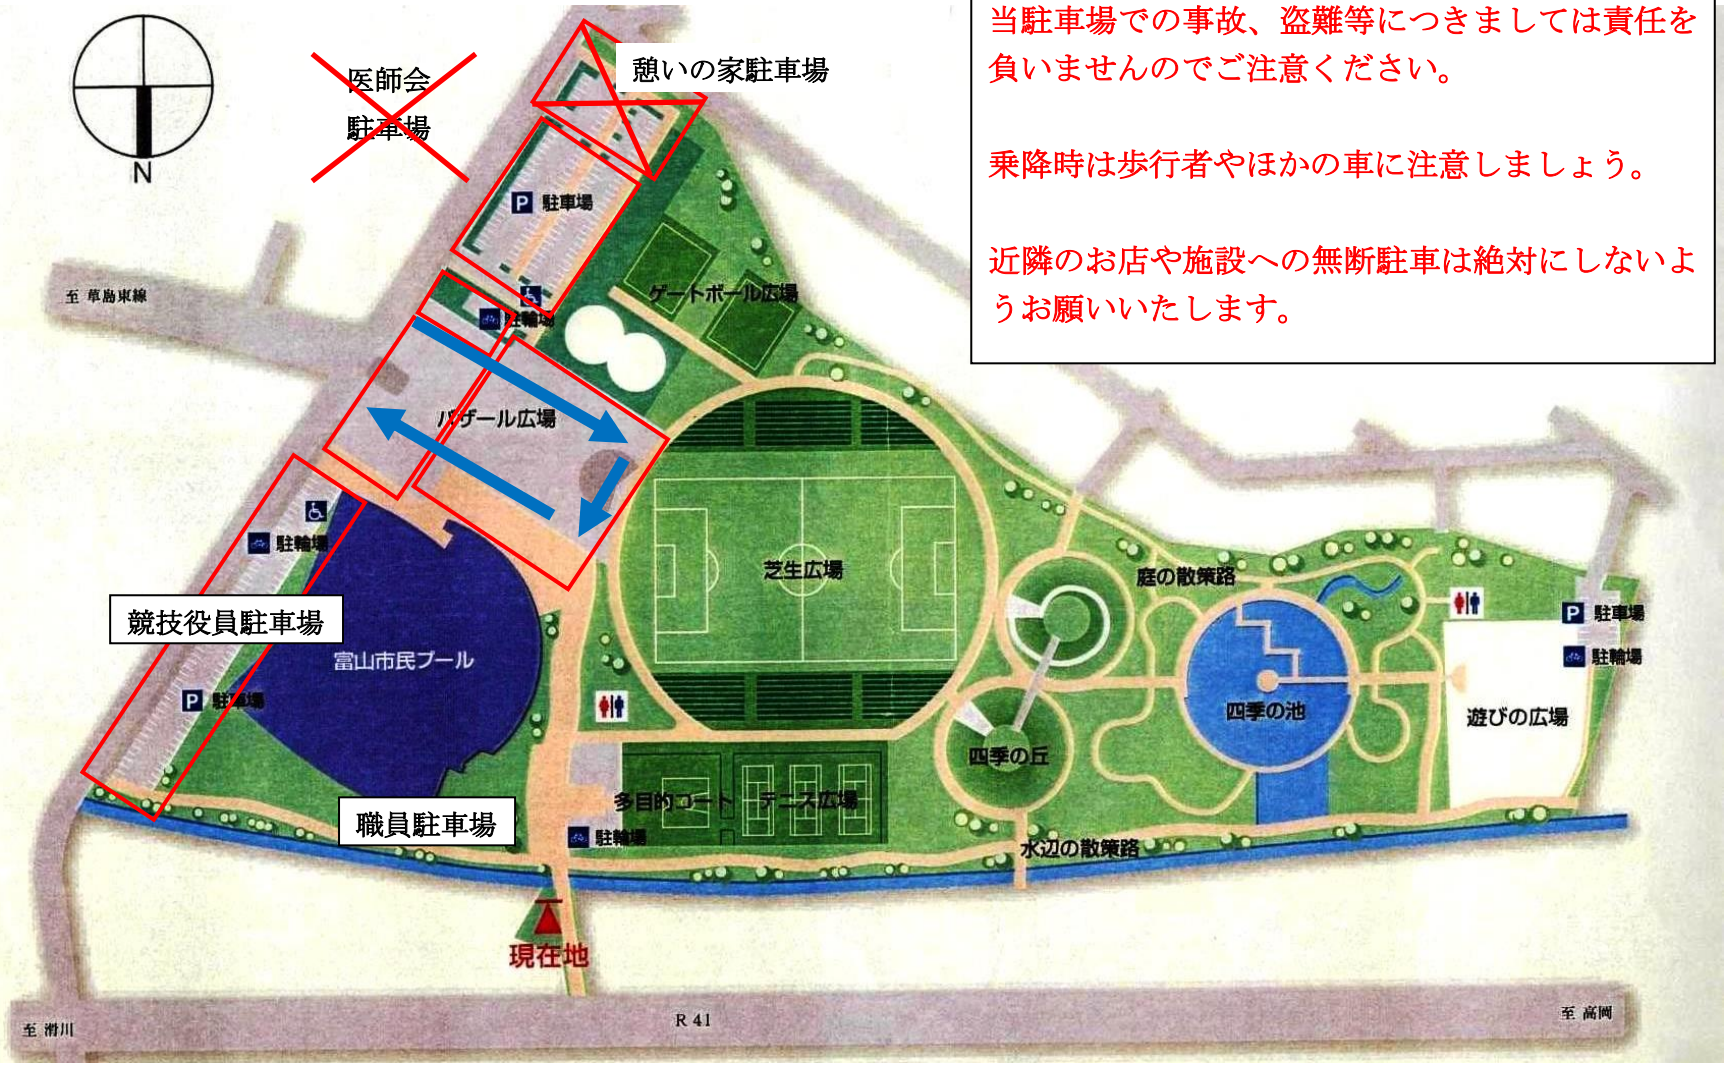 当駐車場での事故、盗難等につきましては責任を
負いませんのでご注意ください。
乗降時は歩行者やほかの車に注意しましょう。
近隣のお店や施設への無断駐車は絶対にしないよ
うお願いいたします。
N
医師会
駐車場
憩いの家駐車場
P 駐車場
至 草島東線
駐輪場
ゲートボール広場
バザール広場
駐輪場
芝生広場
庭の散策路
競技役員駐車場
富山市民プール
P 駐車場
P 駐車場
駐輪場
四季の池
遊びの広場
四季の丘
職員駐車場
多目的コート
テニス広場
駐輪場
水辺の散策路
現在地
至 滑川
R 41
至 高岡